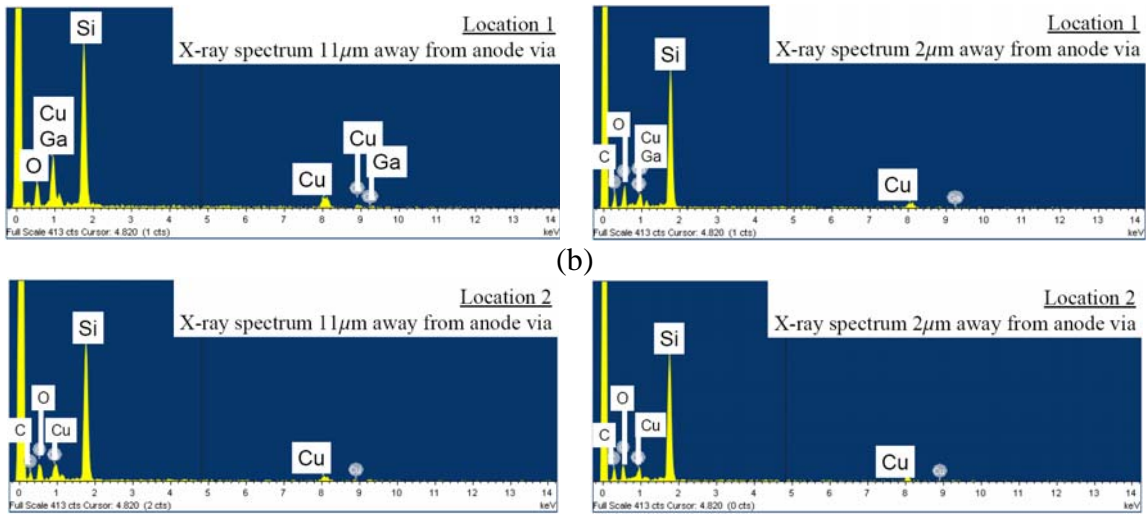 Location 1
X-ray spectrum 11μm away from anode via
Si
Cu
Ga
O
Cu
Cu
Ga
0 1 2 3 4 5 6 7 8 9 10 11 12 13 14
Full Scale 413 cts Cursor: 4.820 (1 cts) keV
Location 1
X-ray spectrum 2μm away from anode via
Si
O
Cu
Ga
C
Cu
0 1 2 3 4 5 6 7 8 9 10 11 12 13 14
Full Scale 413 cts Cursor: 4.820 (1 cts) keV
(b)
Location 2
X-ray spectrum 11μm away from anode via
Si
O
C
Cu
Cu
0 1 2 3 4 5 6 7 8 9 10 11 12 13 14
Full Scale 413 cts Cursor: 4.820 (2 cts) keV
Location 2
X-ray spectrum 2μm away from anode via
Si
O
C
Cu
Cu
0 1 2 3 4 5 6 7 8 9 10 11 12 13 14
Full Scale 413 cts Cursor: 4.820 (0 cts) keV